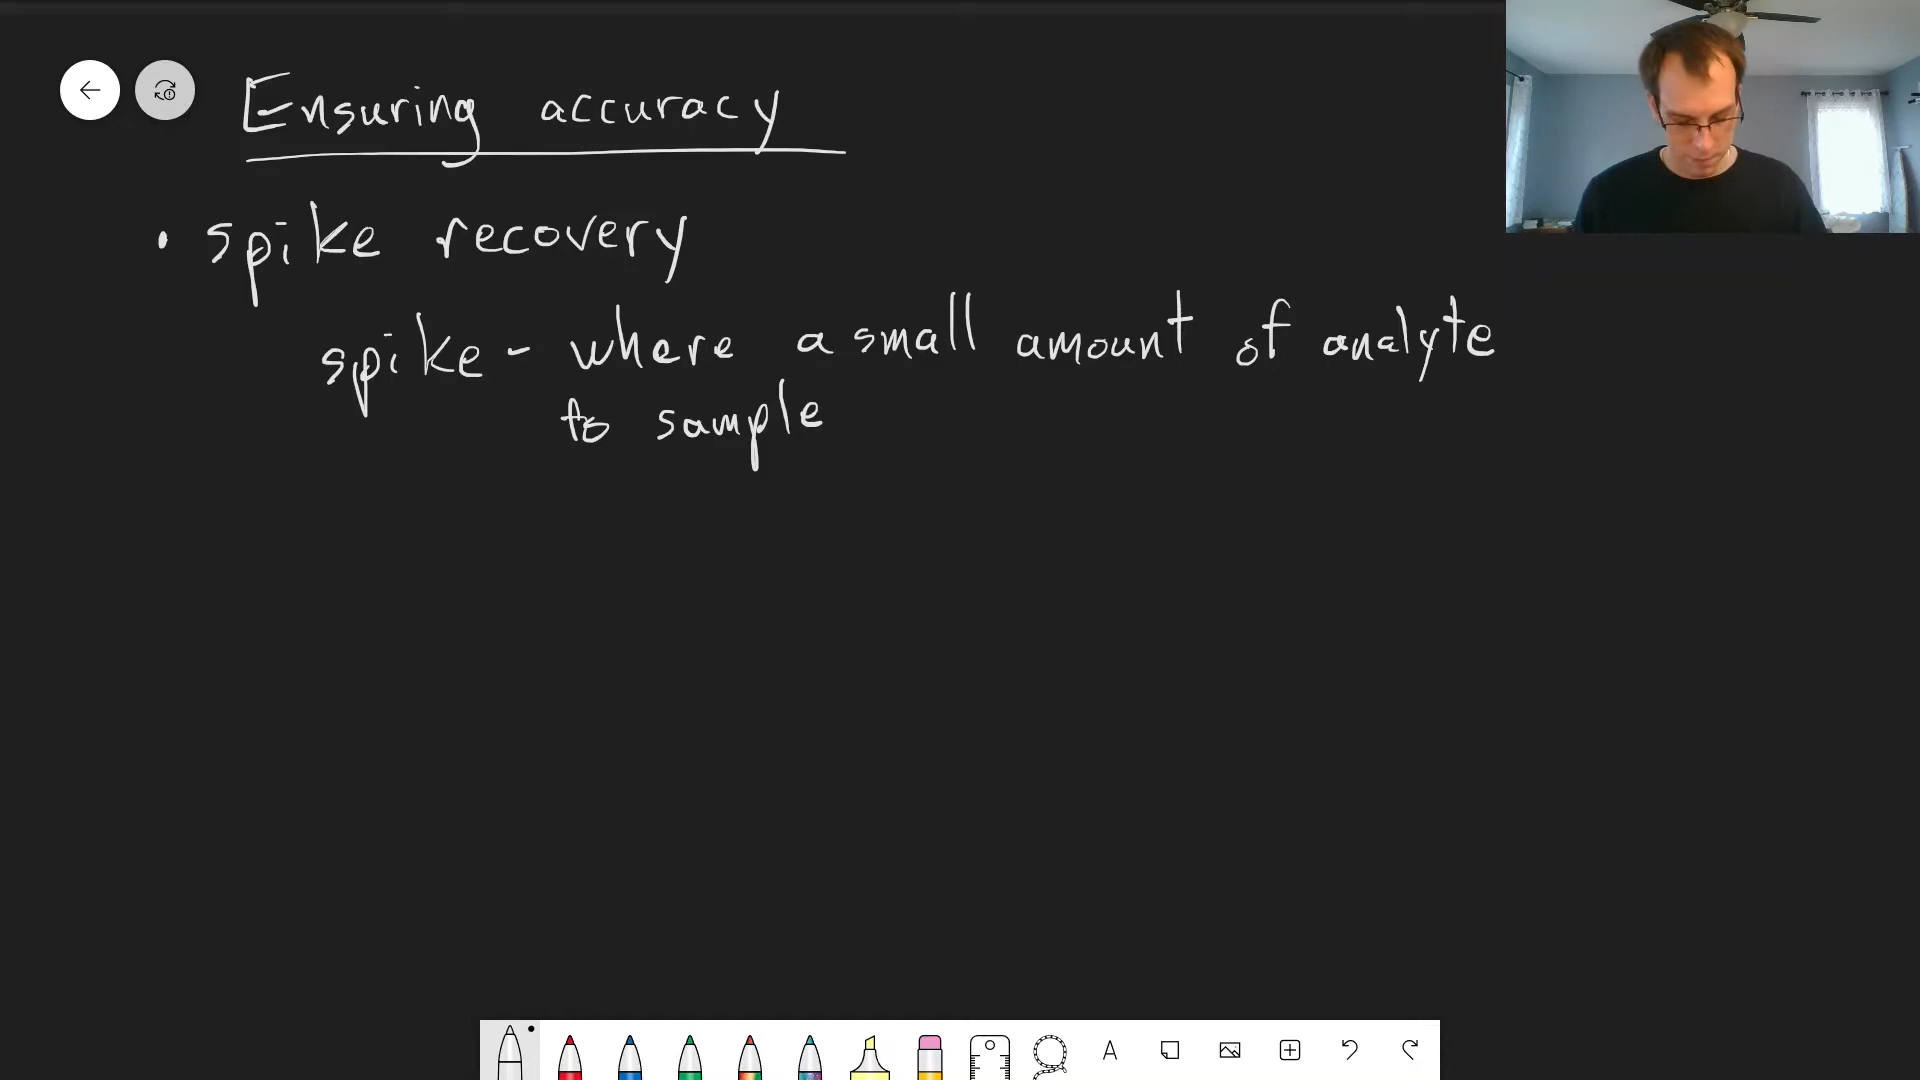 Ensuring accuracy
• spike recovery
spike - where a small amount of analyte
to sample
A